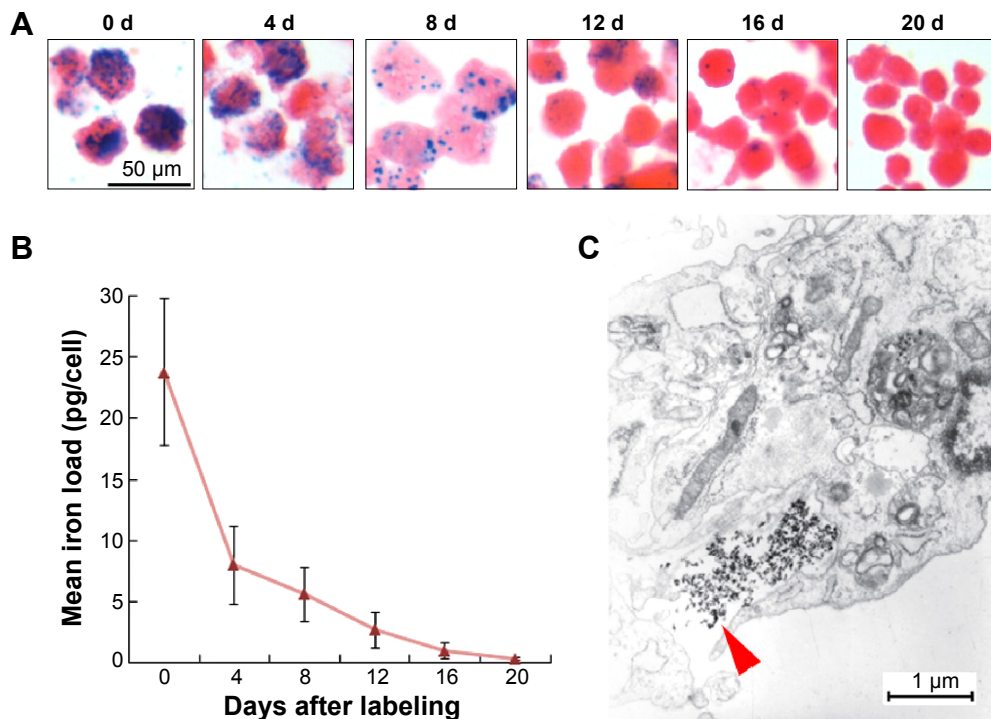 A
0 d 4 d 8 d 12 d 16 d 20 d
50 µm
B
Mean iron load (pg/cell)
30
25
20
15
10
5
0
0 4 8 12 16 20
Days after labeling
C
1 µm